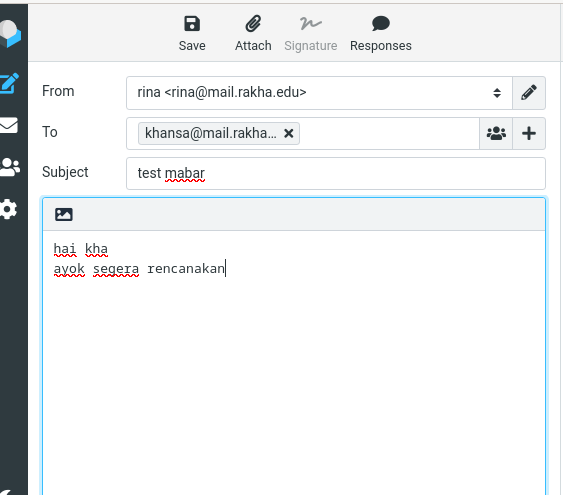 Save Attach Signature Responses
From rina <rina@mail.rakha.edu>
To khansa@mail.rakha...
Subject test mabar
hai kha
ayok segera rencanakan